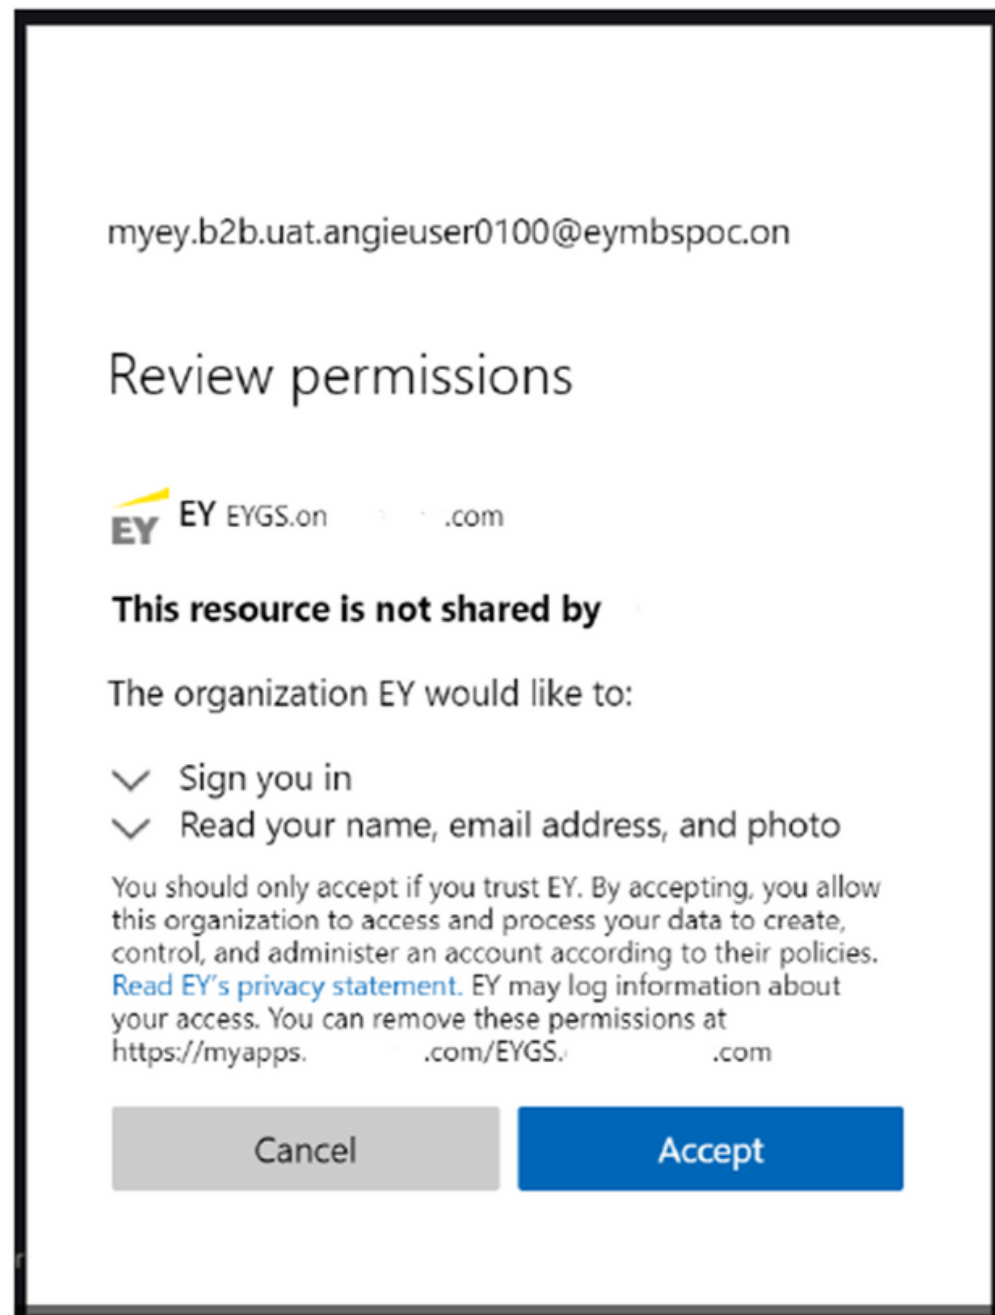 myey.b2b.uat.angieuser0100@eymbspoc.on
Review permissions
EY EY EYGS.on .com
This resource is not shared by
The organization EY would like to:
Sign you in
Read your name, email address, and photo
You should only accept if you trust EY. By accepting, you allow
this organization to access and process your data to create,
control, and administer an account according to their policies.
Read EY's privacy statement. EY may log information about
your access. You can remove these permissions at
https://myapps. .com/EYGS. .com
Cancel Accept